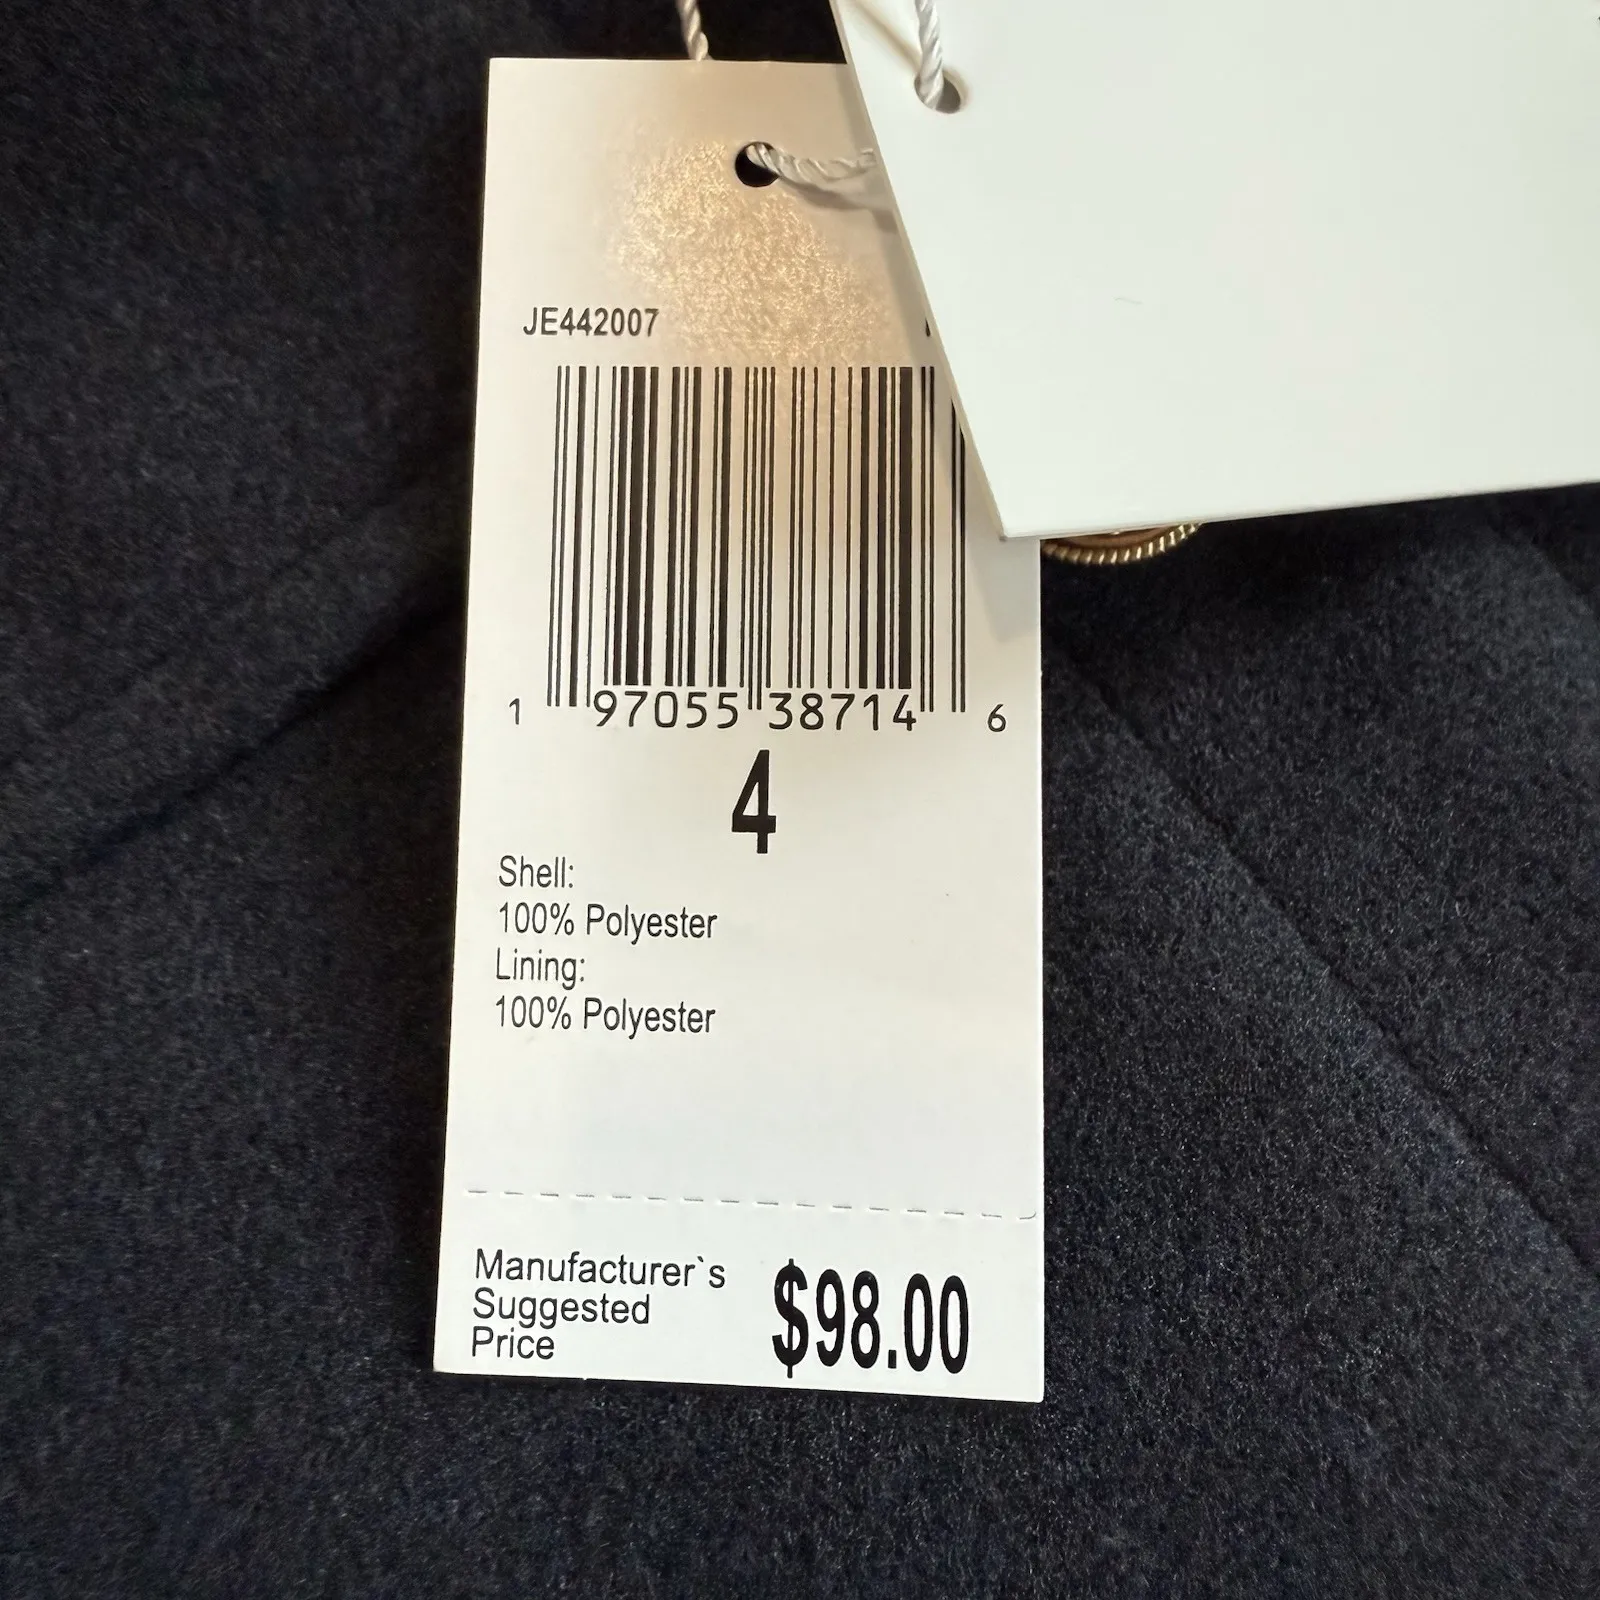 JE442007
1 97055 38714 6
4
Shell:
100% Polyester
Lining:
100% Polyester
Manufacturer`s
Suggested
Price
$98.00